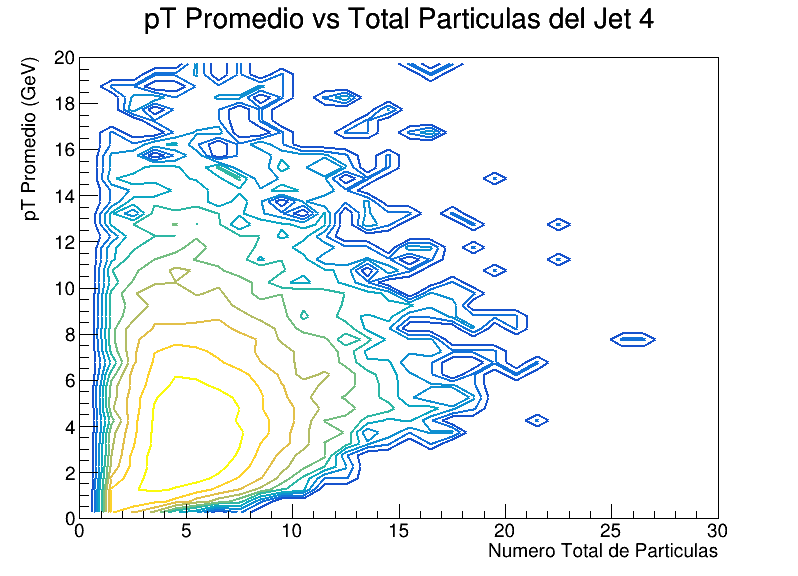 pT Promedio vs Total Particulas del Jet 4
pT Promedio (GeV)
20
18
16
14
12
10
8
6
4
2
0
0 5 10 15 20 25 30
Numero Total de Particulas